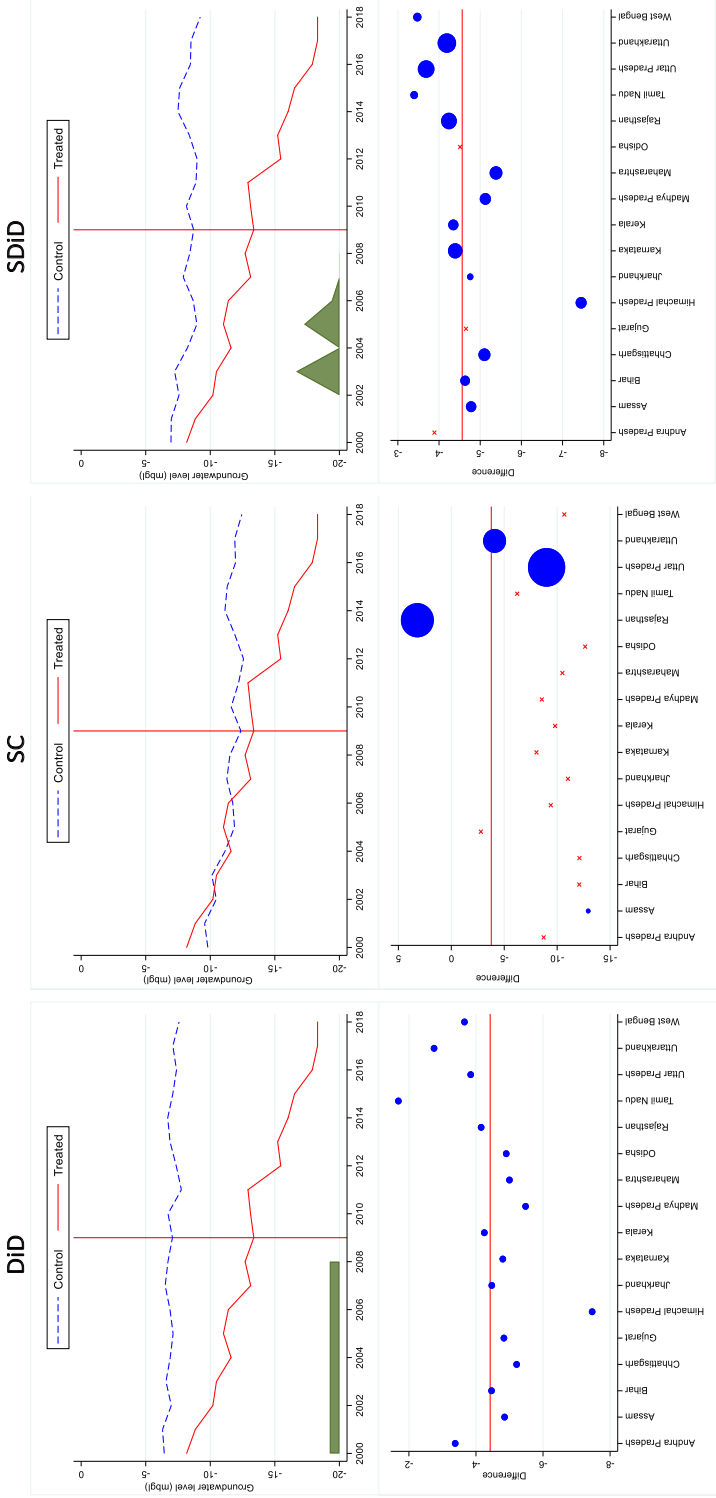 DiD
Control Treated
Groundwater level (mbgl)
0
-5
-10
-15
-20
2000 2002 2004 2006 2008 2010 2012 2014 2016 2018
Difference
-2
-4
-6
-8
Andhra Pradesh
Assam
Bihar
Chhattisgarh
Gujarat
Himachal Pradesh
Jharkhand
Karnataka
Kerala
Madhya Pradesh
Maharashtra
Odisha
Rajasthan
Tamil Nadu
Uttar Pradesh
Uttarakhand
West Bengal
SC
Control Treated
Groundwater level (mbgl)
0
-5
-10
-15
-20
2000 2002 2004 2006 2008 2010 2012 2014 2016 2018
Difference
5
0
-5
-10
-15
Andhra Pradesh
Assam
Bihar
Chhattisgarh
Gujarat
Himachal Pradesh
Jharkhand
Karnataka
Kerala
Madhya Pradesh
Maharashtra
Odisha
Rajasthan
Tamil Nadu
Uttar Pradesh
Uttarakhand
West Bengal
SDiD
Control Treated
Groundwater level (mbgl)
0
-5
-10
-15
-20
2000 2002 2004 2006 2008 2010 2012 2014 2016 2018
Difference
-3
-4
-5
-6
-7
-8
Andhra Pradesh
Assam
Bihar
Chhattisgarh
Gujarat
Himachal Pradesh
Jharkhand
Karnataka
Kerala
Madhya Pradesh
Maharashtra
Odisha
Rajasthan
Tamil Nadu
Uttar Pradesh
Uttarakhand
West Bengal